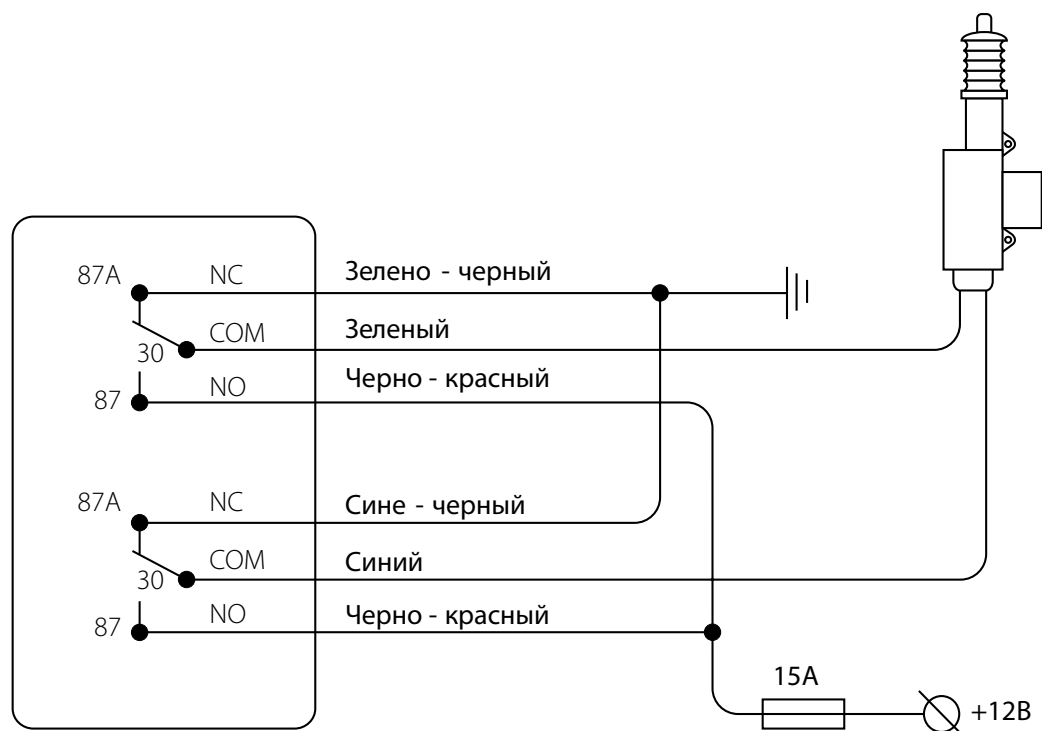 87A NC Зелено - черный
30 COM Зеленый
87 NO Черно - красный
87A NC Сине - черный
30 COM Синий
87 NO Черно - красный
15А
+12В